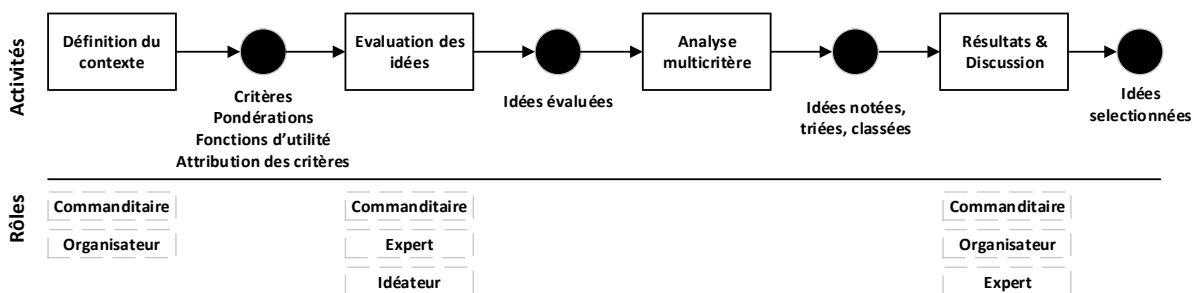 Activités
Définition du
contexte
Evaluation des
idées
Analyse
multicritère
Résultats &
Discussion
Critères
Pondérations
Fonctions d'utilité
Attribution des critères
Idées évaluées
Idées notées,
triées, classées
Idées
selectionnées
Rôles
Commanditaire
Organisateur
Commanditaire
Expert
Idéateur
Commanditaire
Organisateur
Expert